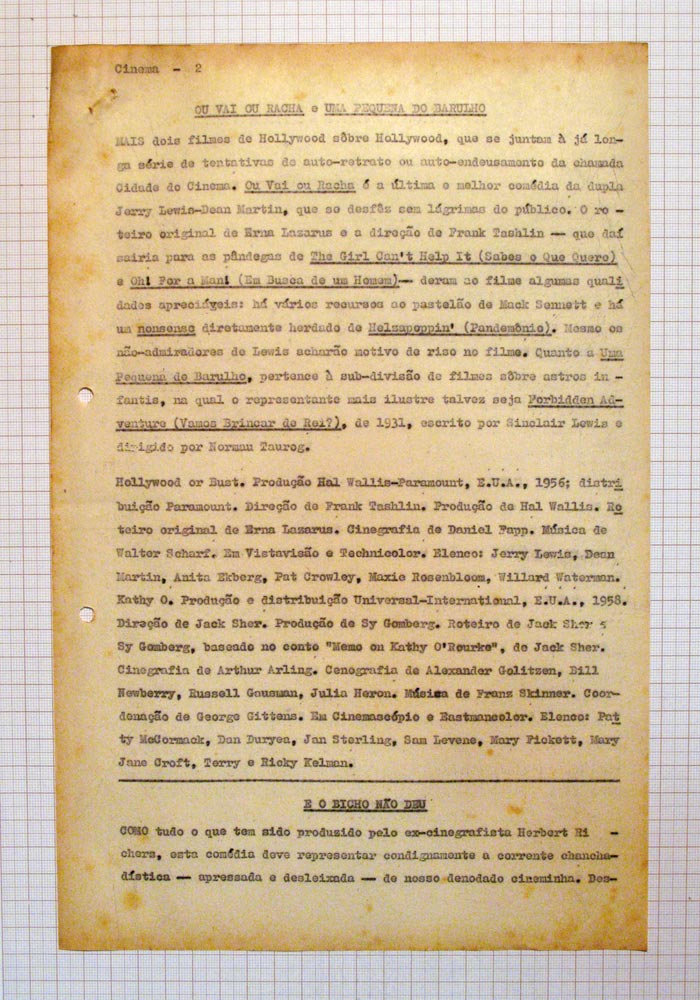 Cinema - 2
OU VAI OU RACHA e UMA PEQUENA DO BARULHO
MAIS dois filmes de Hollywood sôbre Hollywood, que se juntam à já lon-
ga série de tentativas de auto-retrato ou auto-endeusamento da chamada
Cidade do Cinema. Ou Vai ou Racha é a última e melhor comédia da dupla
Jerry Lewis-Dean Martin, que se desfêz sem lágrimas do público. O ro -
teiro original de Erna Lazarus e a direção de Frank Tashlin — que daí
sairia para as pândegas de The Girl Can't Help It (Sabes o Que Quero)
e Oh! For a Man! (Em Busca de um Homem)— deram ao filme algumas quali
dades apreciágeis: há vários recursos ao pastelão de Mack Sennett e há
um nonsense diretamente herdado de Helzapoppin' (Pandemônio). Mesmo os
não-admiradores de Lewis acharão motivo de riso no filme. Quanto a Uma
Pequena do Barulho, pertence à sub-divisão de filmes sôbre astros in -
fantis, na qual o representante mais ilustre talvez seja Forbidden Ad-
venture (Vamos Brincar de Rei?), de 1931, escrito por Sinclair Lewis e
dirigido por Norman Taurog.
Hollywood or Bust. Produção Hal Wallis-Paramount, E.U.A., 1956; distri
buição Paramount. Direção de Frank Tashlin. Produção de Hal Wallis. Ro
teiro original de Erna Lazarus. Cinegrafia de Daniel Fapp. Música de
Walter Scharf. Em Vistavisão e Technicolor. Elenco: Jerry Lewis, Dean
Martin, Anita Ekberg, Pat Crowley, Maxie Rosenbloom, Willard Waterman.
Kathy O. Produção e distribuição Universal-International, E.U.A., 1958.
Direção de Jack Sher. Produção de Sy Gomberg. Roteiro de Jack Sher e
Sy Gomberg, baseado no conto "Memo on Kathy O'Rourke", de Jack Sher.
Cinegrafia de Arthur Arling. Cenografia de Alexander Golitzen, Bill
Newberry, Russell Gausman, Julia Heron. Música de Franz Skinner. Coor-
denação de George Gittens. Em Cinemascópio e Eastmancolor. Elenco: Pat
ty McCormack, Dan Duryea, Jan Sterling, Sam Levene, Mary Fickett, Mary
Jane Croft, Terry e Ricky Kelman.
E O BICHO NÃO DEU
COMO tudo o que tem sido produzido pelo ex-cinegrafista Herbert Ri -
chers, esta comédia deve representar condignamente a corrente chancha-
dística — apressada e desleixada — de nosso denodado cineminha. Des-